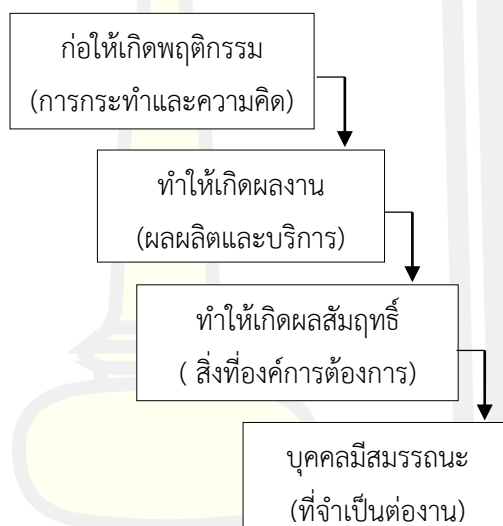 ก่อให้เกิดพฤติกรรม
(การกระทำและความคิด)
ทำให้เกิดผลงาน
(ผลผลิตและบริการ)
ทำให้เกิดผลสัมฤทธิ์
( สิ่งที่องค์การต้องการ)
บุคคลมีสมรรถนะ
(ที่จำเป็นต่องาน)